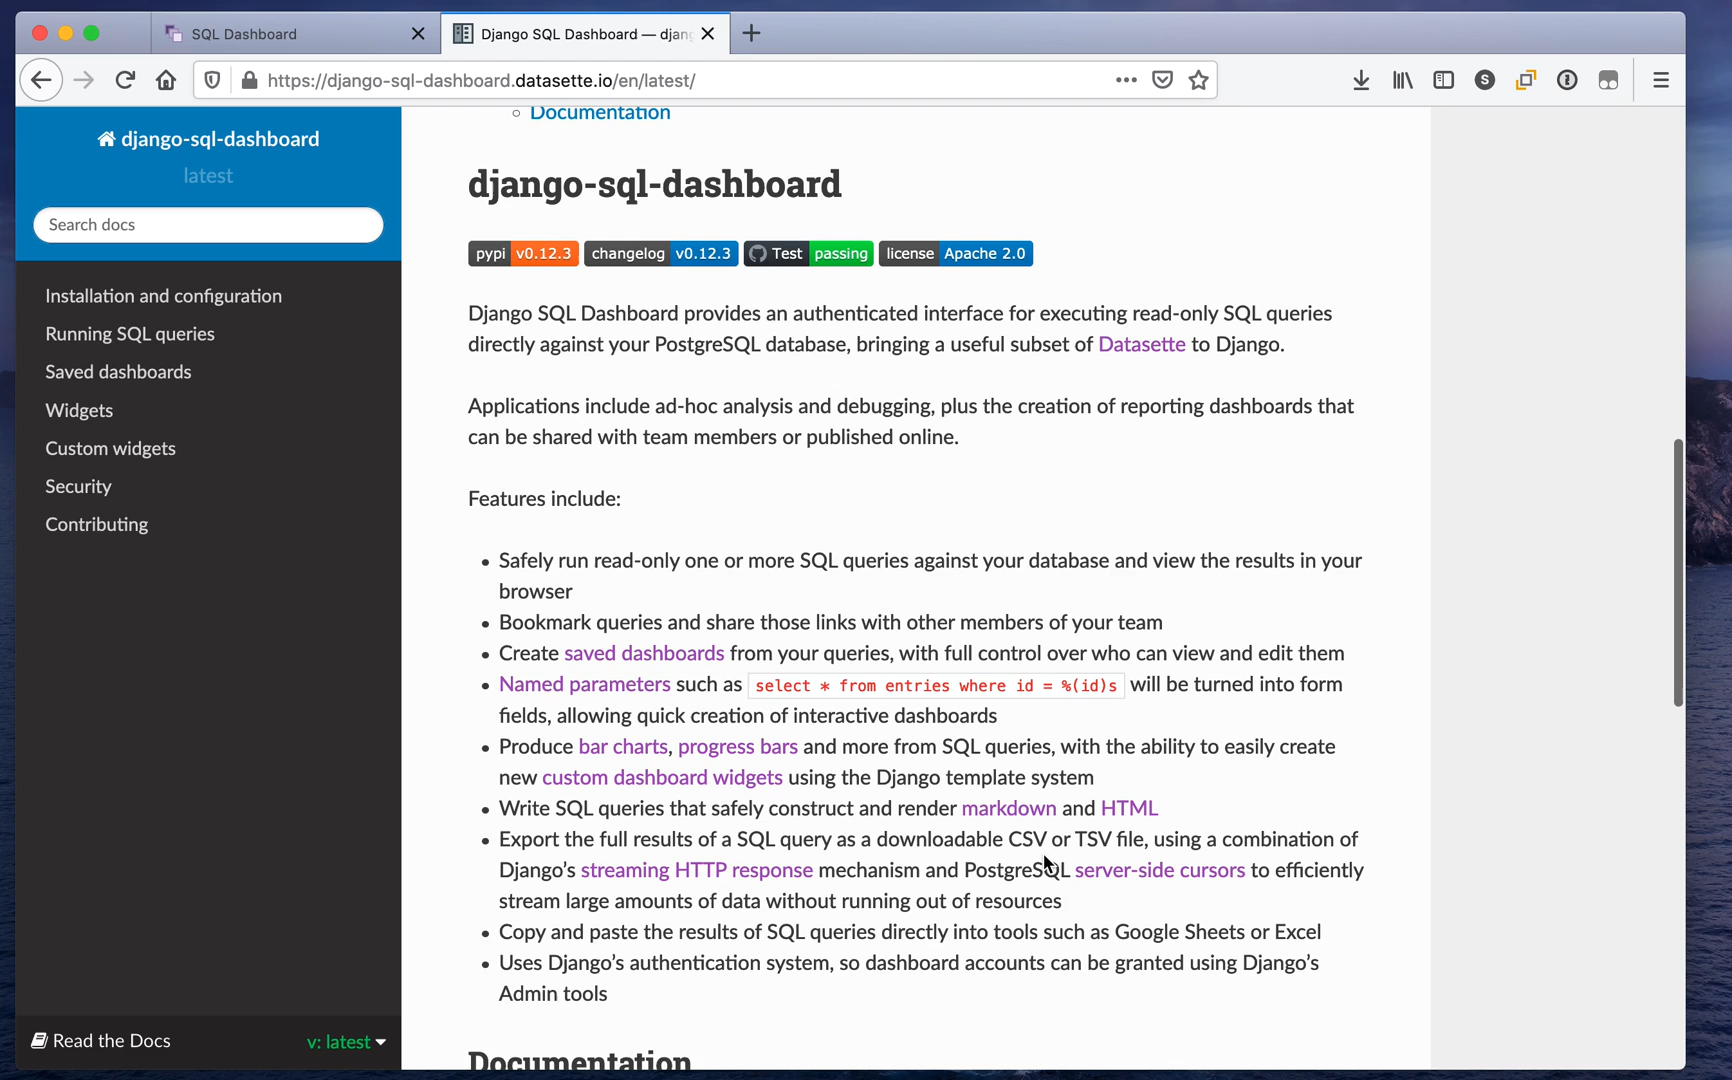 SQL Dashboard
Django SQL Dashboard — djan
https://django-sql-dashboard.datasette.io/en/latest/
django-sql-dashboard
latest
Search docs
Installation and configuration
Running SQL queries
Saved dashboards
Widgets
Custom widgets
Security
Contributing
Read the Docs
v: latest
Documentation
django-sql-dashboard
pypi v0.12.3 changelog v0.12.3 Test passing license Apache 2.0
Django SQL Dashboard provides an authenticated interface for executing read-only SQL queries
directly against your PostgreSQL database, bringing a useful subset of Datasette to Django.
Applications include ad-hoc analysis and debugging, plus the creation of reporting dashboards that
can be shared with team members or published online.
Features include:
Safely run read-only one or more SQL queries against your database and view the results in your
browser
Bookmark queries and share those links with other members of your team
Create saved dashboards from your queries, with full control over who can view and edit them
Named parameters such as select * from entries where id = %(id)s will be turned into form
fields, allowing quick creation of interactive dashboards
Produce bar charts, progress bars and more from SQL queries, with the ability to easily create
new custom dashboard widgets using the Django template system
Write SQL queries that safely construct and render markdown and HTML
Export the full results of a SQL query as a downloadable CSV or TSV file, using a combination of
Django’s streaming HTTP response mechanism and PostgreSQL server-side cursors to efficiently
stream large amounts of data without running out of resources
Copy and paste the results of SQL queries directly into tools such as Google Sheets or Excel
Uses Django’s authentication system, so dashboard accounts can be granted using Django’s
Admin tools
Documentation